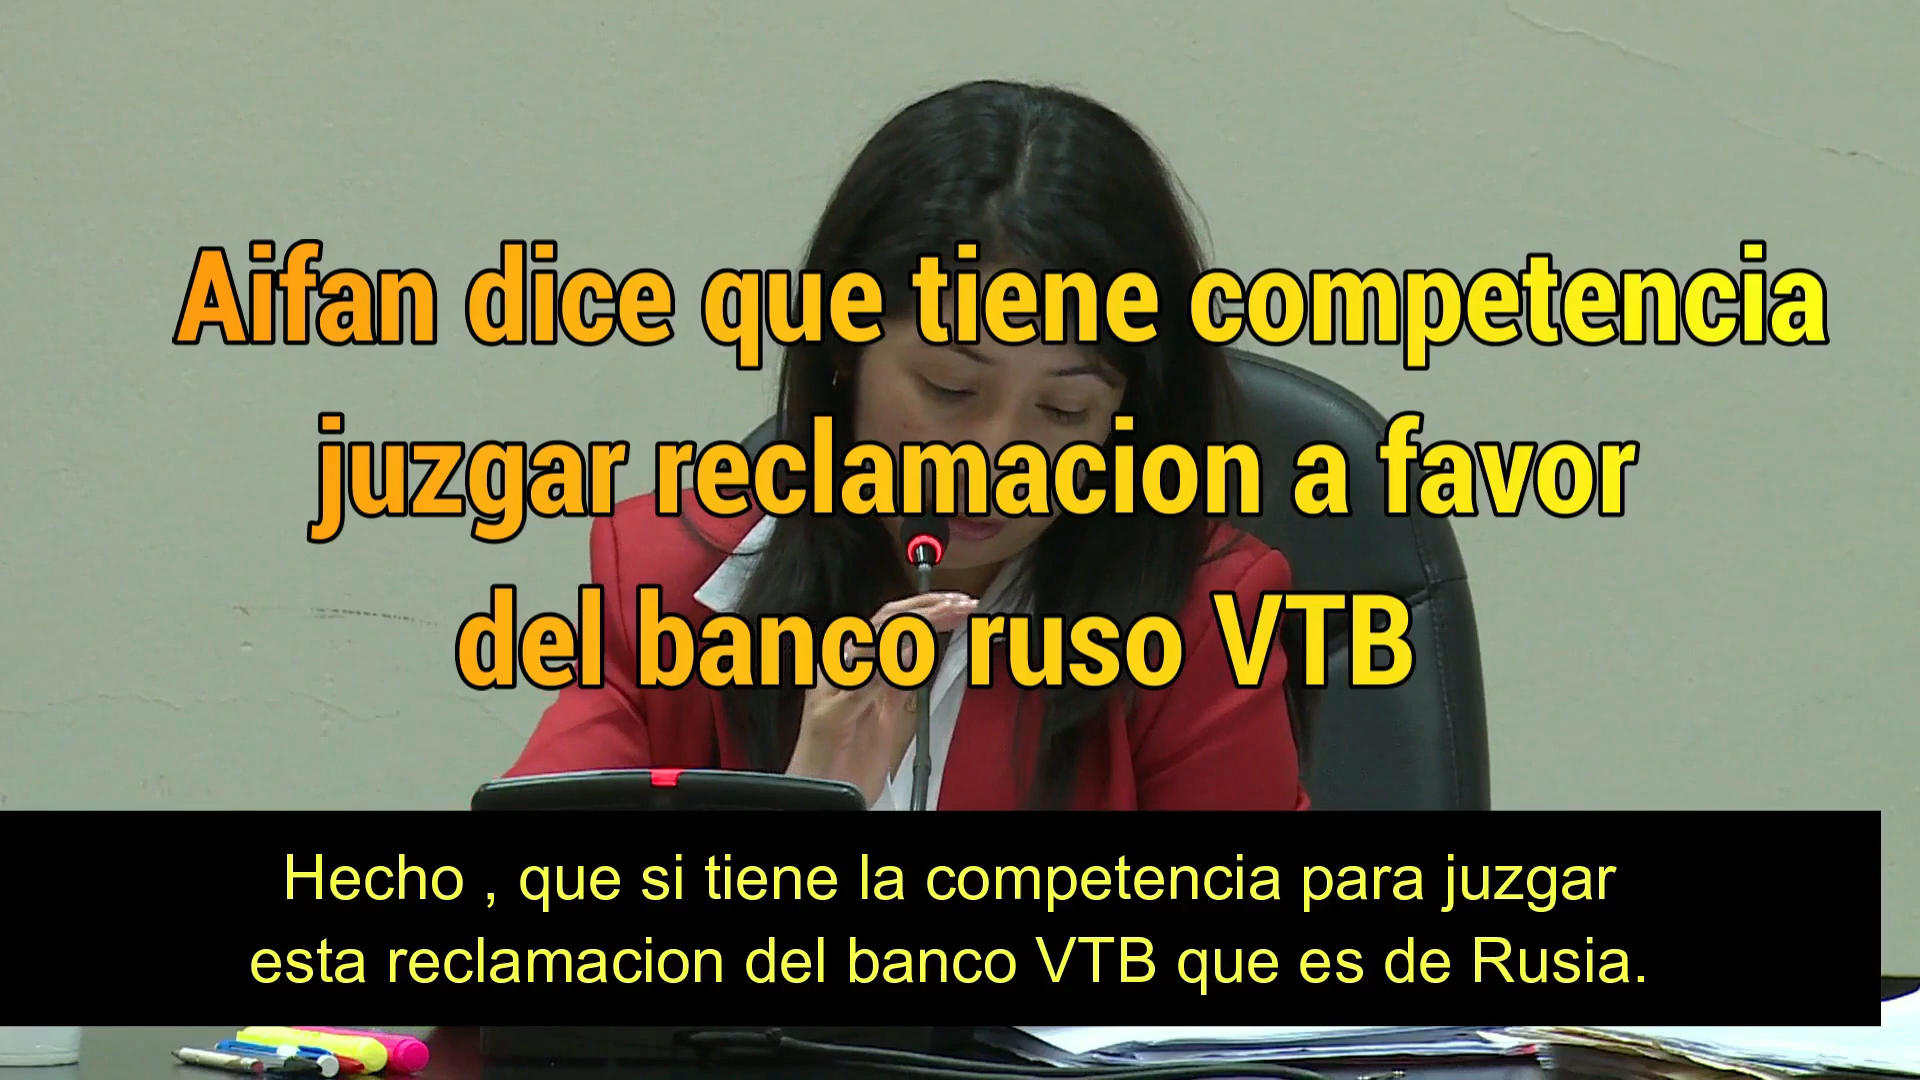 Aifan dice que tiene competencia
juzgar reclamacion a favor
del banco ruso VTB
Hecho , que si tiene la competencia para juzgar
esta reclamacion del banco VTB que es de Rusia.